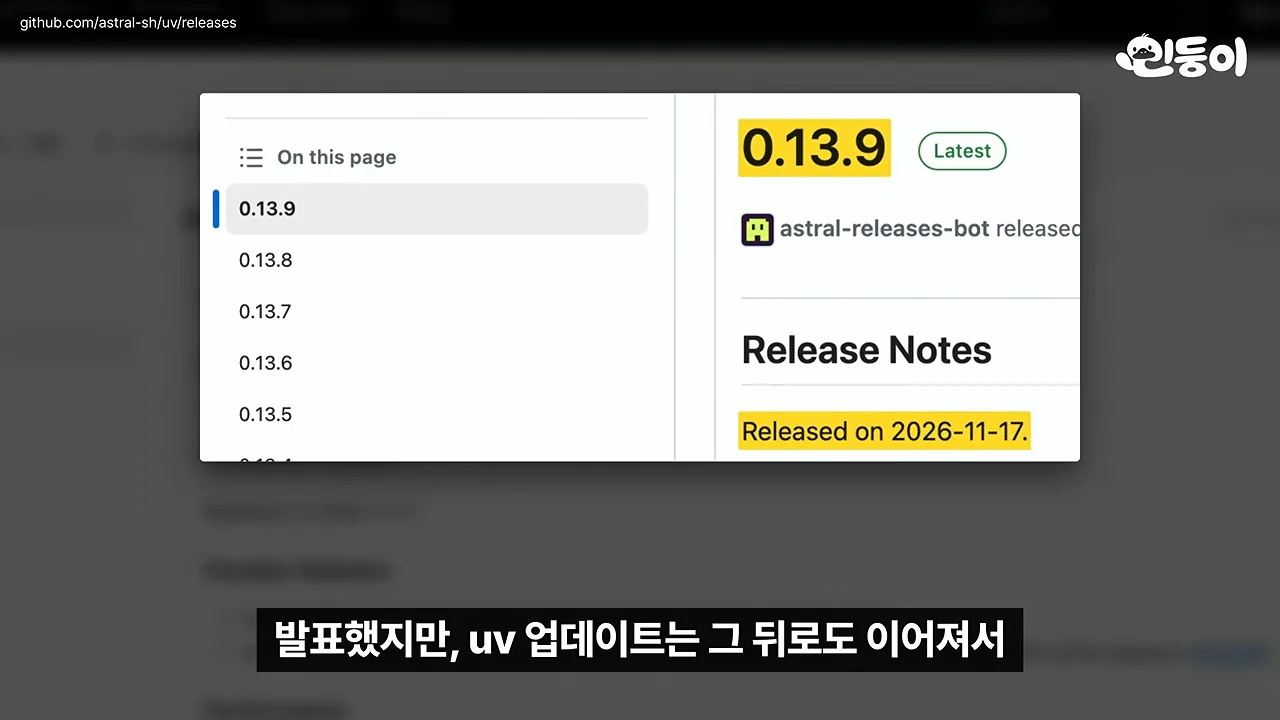 github.com/astral-sh/uv/releases
인둥이
On this page
0.13.9
0.13.8
0.13.7
0.13.6
0.13.5
0.13.9
Latest
astral-releases-bot released
Release Notes
Released on 2026-11-17.
발표했지만, uv 업데이트는 그 뒤로도 이어져서